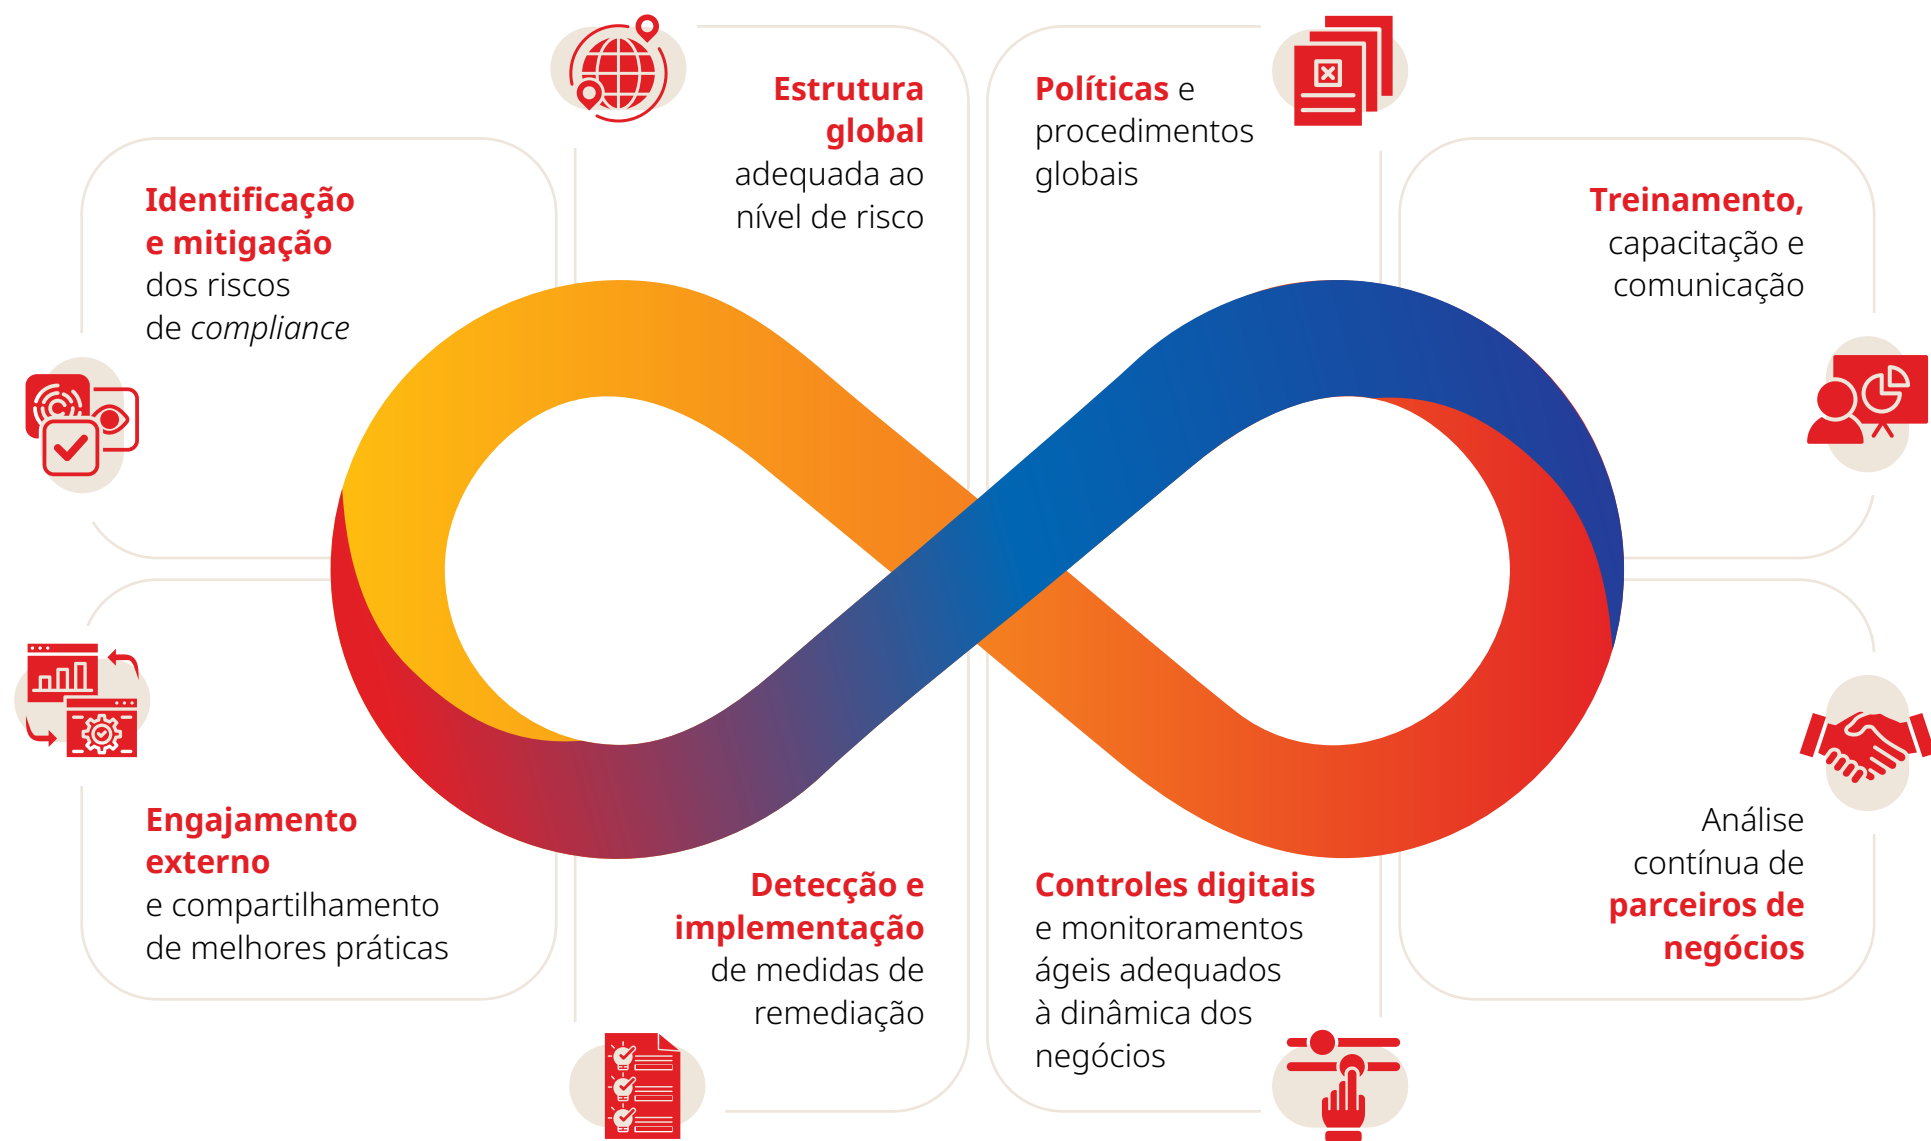 Identificação
e mitigação
dos riscos
de compliance
Estrutura
global
adequada ao
nível de risco
Políticas e
procedimentos
globais
Treinamento,
capacitação e
comunicação
Engajamento
externo
e compartilhamento
de melhores práticas
Detecção e
implementação
de medidas de
remediação
Controles digitais
e monitoramentos
ágeis adequados
à dinâmica dos
negócios
Análise
contínua de
parceiros de
negócios